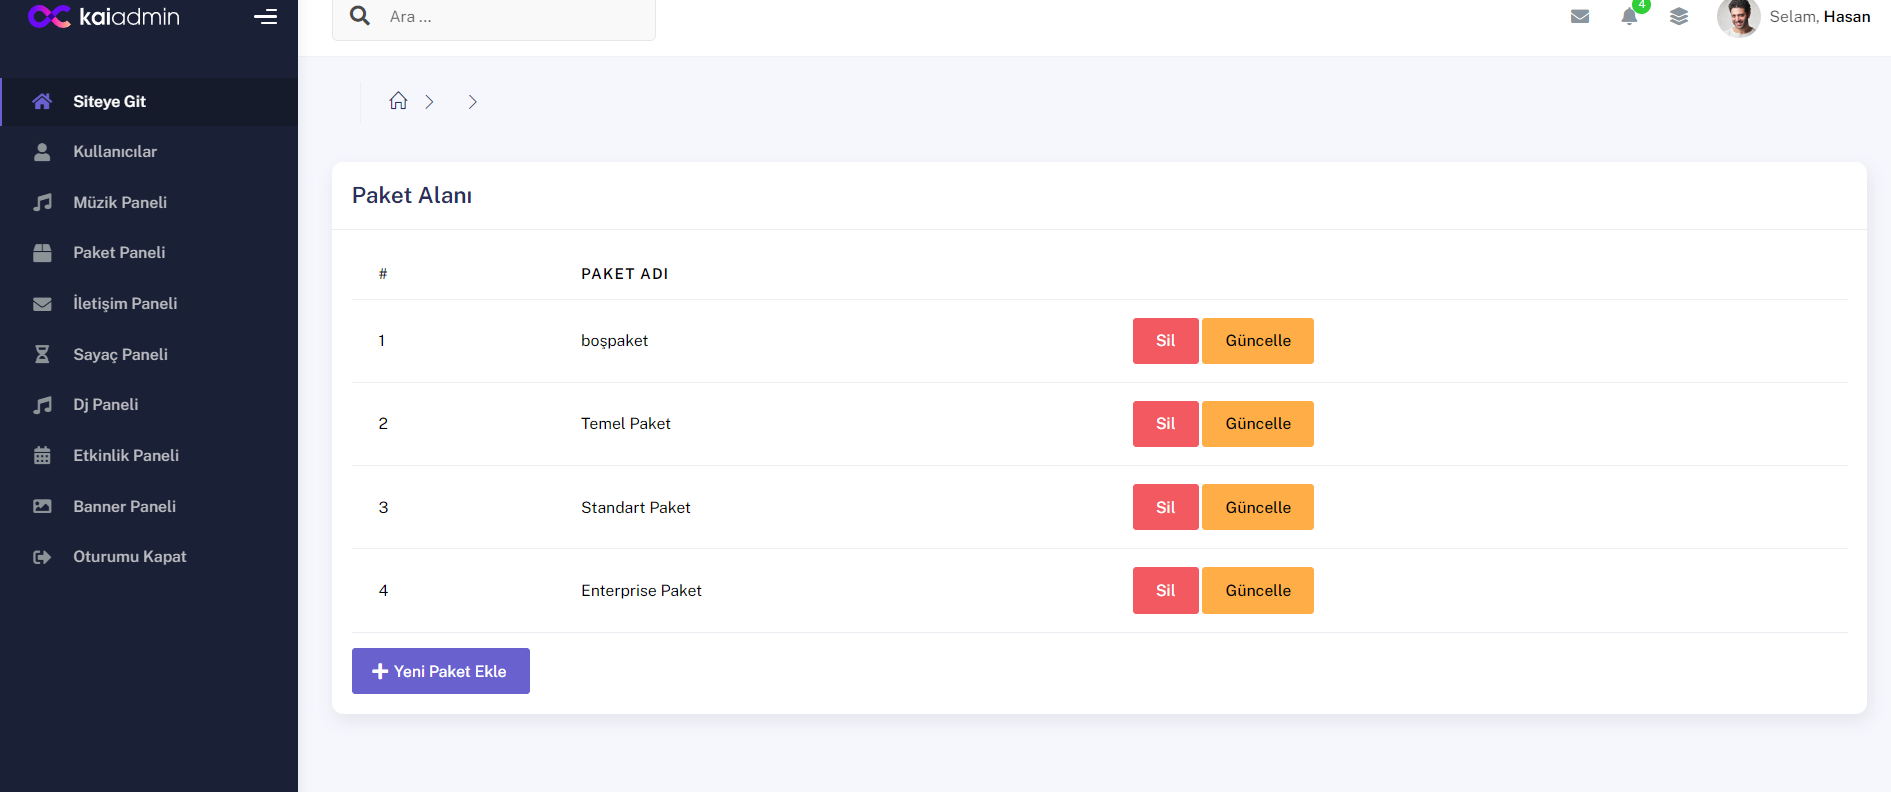 kaiadmin
Ara ...
4
Selam, Hasan
Siteye Git
Kullanıcılar
Müzik Paneli
Paket Paneli
İletişim Paneli
Sayaç Paneli
Dj Paneli
Etkinlik Paneli
Banner Paneli
Oturumu Kapat
Paket Alanı
# PAKET ADI
1 boşpaket Sil Güncelle
2 Temel Paket Sil Güncelle
3 Standart Paket Sil Güncelle
4 Enterprise Paket Sil Güncelle
Yeni Paket Ekle